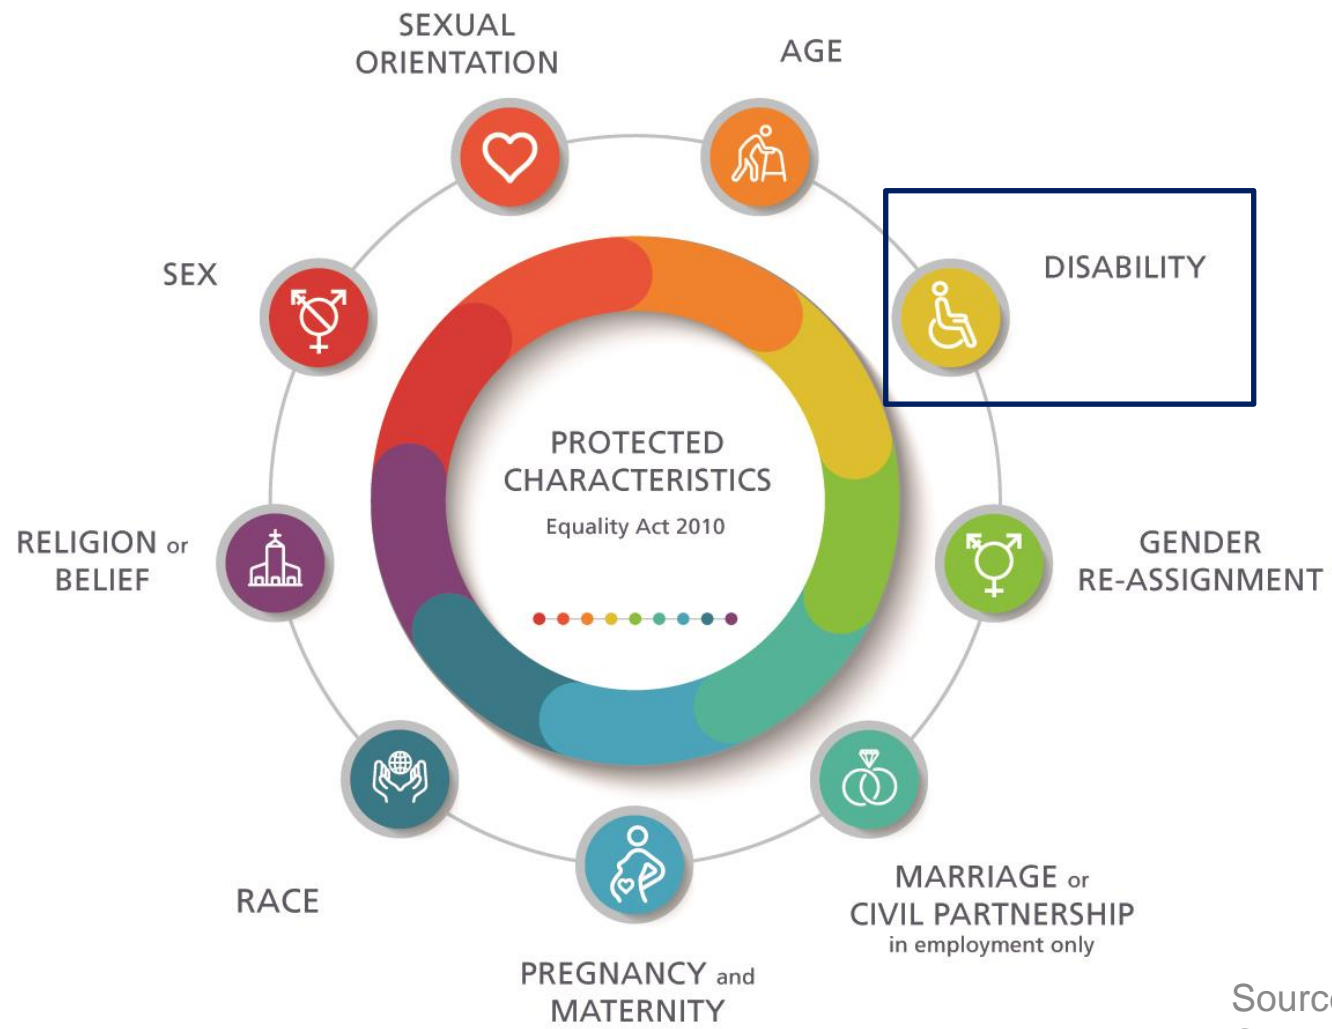 SEXUAL
ORIENTATION
AGE
DISABILITY
SEX
PROTECTED
CHARACTERISTICS
Equality Act 2010
RELIGION or
BELIEF
GENDER
RE-ASSIGNMENT
RACE
MARRIAGE or
CIVIL PARTNERSHIP
in employment only
PREGNANCY and
MATERNITY
Source